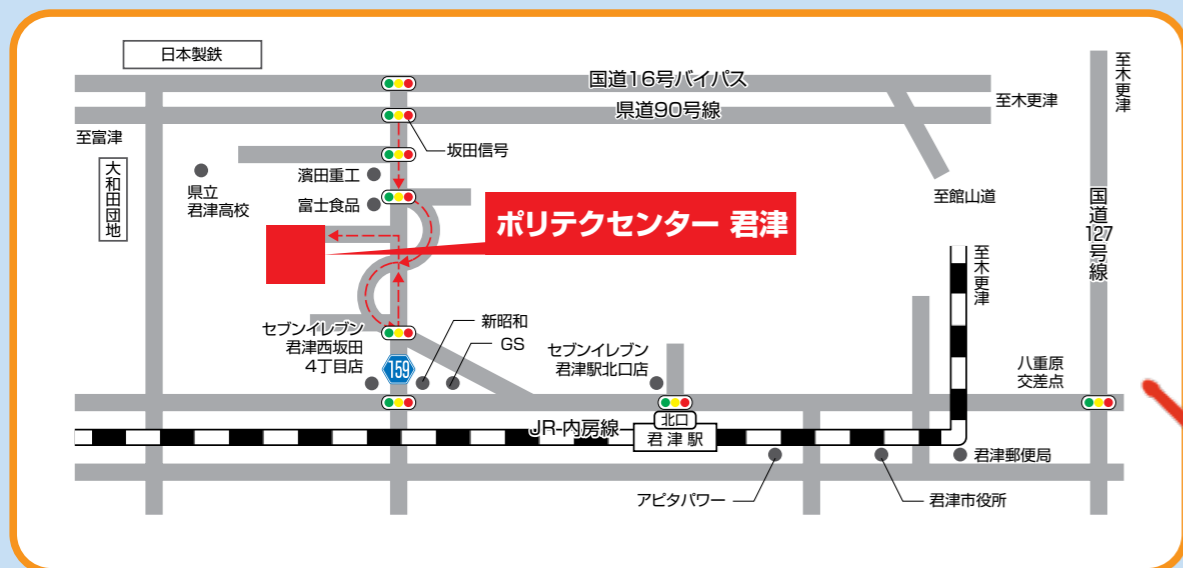 日本製鉄
国道16号バイパス
県道90号線
至木更津
至木更津
至富津
坂田信号
大和田団地
県立
君津高校
濱田重工
富士食品
至館山道
国道127号線
ポリテクセンター 君津
至木更津
セブンイレブン
君津西坂田
4丁目店
159
新昭和
GS
セブンイレブン
君津駅北口店
八重原
交差点
JR-内房線
北口
君津駅
君津郵便局
アピタパワー
君津市役所